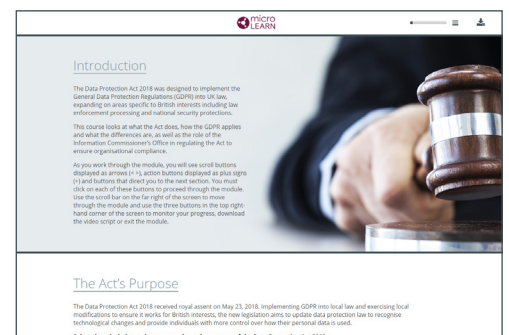 micro
LEARN
Introduction
The Data Protection Act 2018 was designed to implement the
General Data Protection Regulations (GDPR) into UK law,
expanding on areas specific to British interests including law
enforcement processing and national security protections.
This course looks at what the Act does, how the GDPR applies
and what the differences are, as well as the role of the
Information Commissioner's Office in regulating the Act to
ensure organisational compliance.
As you work through the module, you will see scroll buttons
displayed as arrows (< >), action buttons displayed as plus signs
(+) and buttons that direct you to the next section. You must
click on each of these buttons to proceed through the module.
Use the scroll bar on the far right of the screen to move
through the module and use the three buttons in the top right-
hand corner of the screen to monitor your progress, download
the video script or exit the module.
The Act's Purpose
The Data Protection Act 2018 received royal assent on May 23, 2018. Implementing GDPR into local law and exercising local
modifications to ensure it works for British interests, the new legislation aims to update data protection law to recognise
technological changes and provide individuals with more control over how their personal data is used.